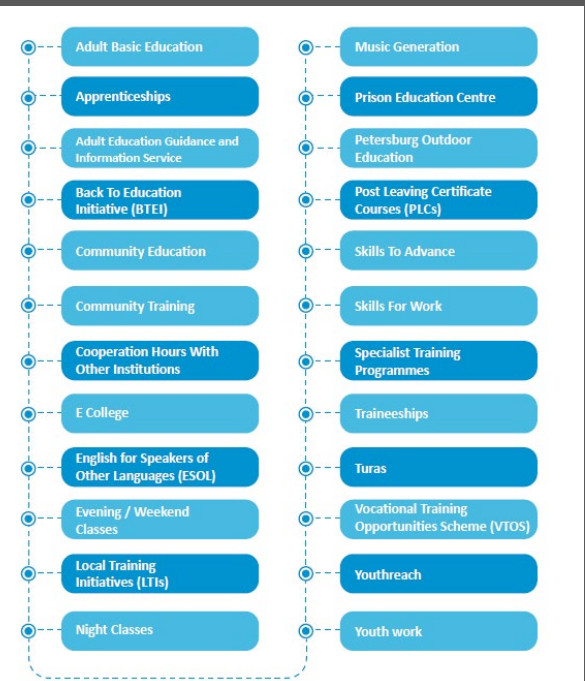 Adult Basic Education
Apprenticeships
Adult Education Guidance and
Information Service
Back To Education
Initiative (BTEI)
Community Education
Community Training
Cooperation Hours With
Other Institutions
E College
English for Speakers of
Other Languages (ESOL)
Evening / Weekend
Classes
Local Training
Initiatives (LTIs)
Night Classes
Music Generation
Prison Education Centre
Petersburg Outdoor
Education
Post Leaving Certificate
Courses (PLCs)
Skills To Advance
Skills For Work
Specialist Training
Programmes
Traineeships
Turas
Vocational Training
Opportunities Scheme (VTOS)
Youthreach
Youth work